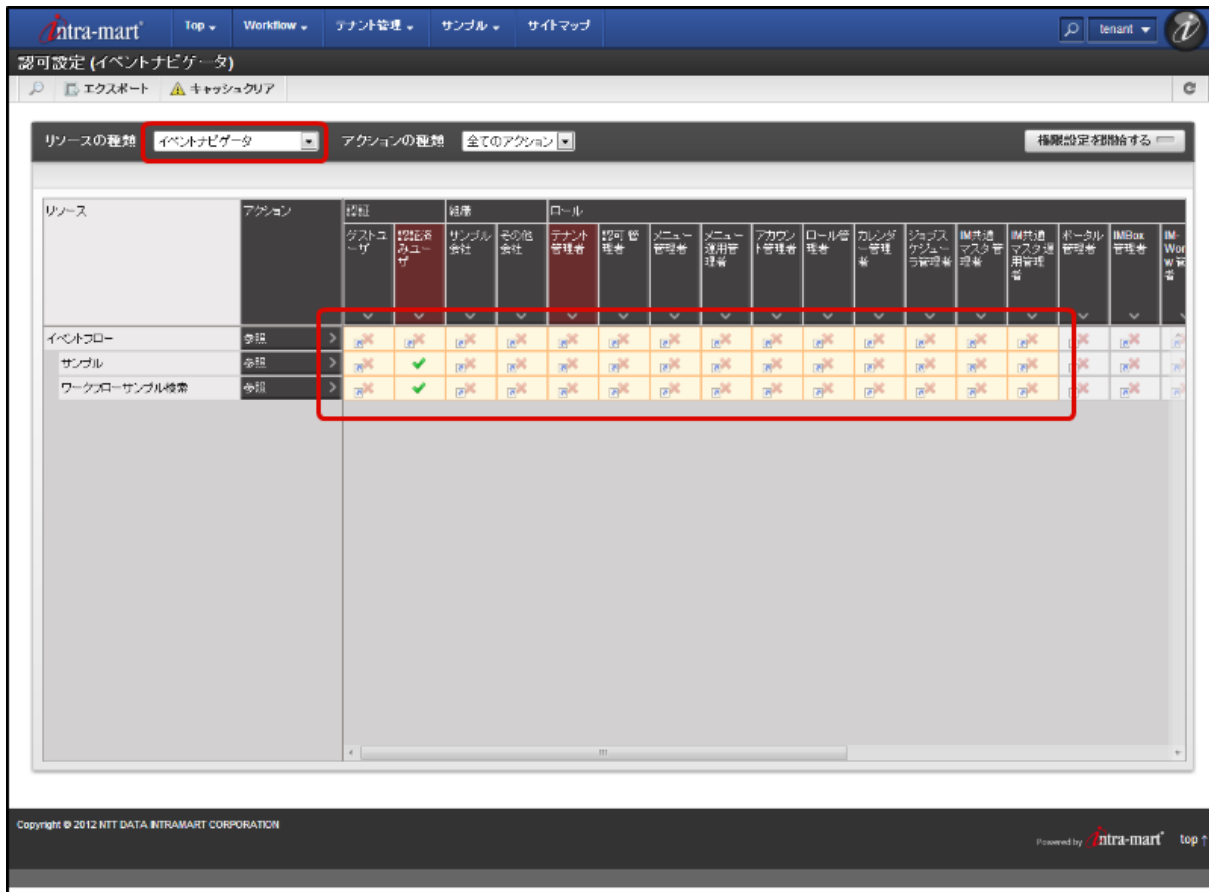 intra-mart
Top
Workflow
テナント管理
サンプル
サイトマップ
tenant
認可設定 (イベントナビゲータ)
エクスポート
キャッシュクリア
リソースの種類
イベントナビゲータ
アクションの種類
全てのアクション
権限設定を開始する
リソース
アクション
認証
組織
ロール
ゲストユ
ーザ
認証済
みユー
ザ
サンプル
会社
その他
会社
テナント
管理者
認可管
理者
メニュー
管理者
メニュー
運用管
理者
アカウン
ト管理者
ロール管
理者
カレンダ
ー管理
者
ジョブス
ケジュー
ラ管理者
IM共通
マスタ管
理者
IM共通
マスタ運
用管理
者
ポータル
管理者
IMBox
管理者
IM-
Wor
w 管
者
イベントフロー
参照
サンプル
参照
ワークフローサンプル検索
参照
Copyright © 2012 NTT DATA INTRAMART CORPORATION
Powered by intra-mart
top ↑